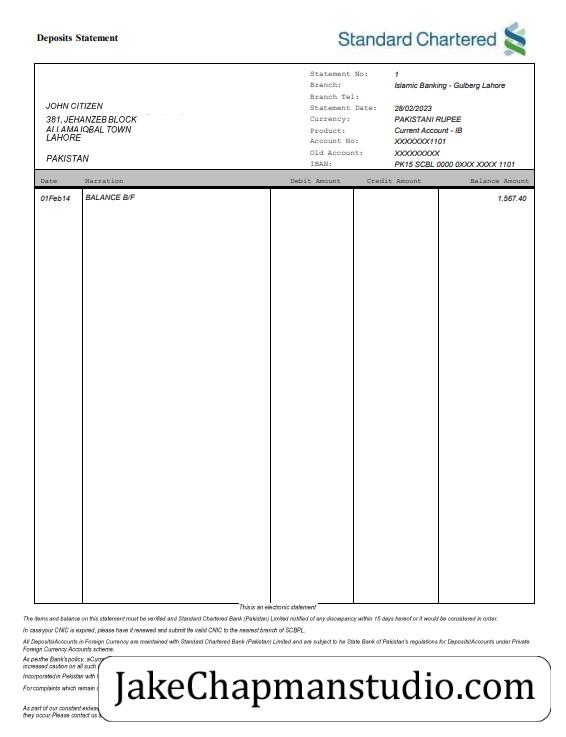 Deposits Statement
Standard Chartered
Statement No: 1
Branch: Islamic Banking - Gulberg Lahore
Branch Tel:
JOHN CITIZEN
Statement Date: 28/02/2023
381, JEHANZEB BLOCK
Currency: PAKISTANI RUPEE
ALLAMA IQBAL TOWN
Product: Current Account - IB
LAHORE
Account No: XXXXXXX1101
Old Account: XXXXXXXXX
PAKISTAN
IBAN: PK15 SCBL 0000 0XXX XXXX 1101
Date Narration Debit Amount Credit Amount Balance Amount
01Feb14 BALANCE B/F 1,567.40
This is an electronic statement
The items and balance on this statement must be verified and Standard Chartered Bank (Pakistan) Limited notified of any discrepancy within 15 days hereof or it would be considered in order.
In case your CNIC is expired, please have it renewed and submit the valid CNIC to the nearest branch of SCBPL.
All Deposits/Accounts in Foreign Currency are maintained with Standard Chartered Bank (Pakistan) Limited and are subject to he State Bank of Pakistan's regulations for Deposits/Accounts under Private
Foreign Currency Accounts scheme.
As per the Bank's policy, a
increased caution on all such
Incorporated in Pakistan with
For complaints which remain
As part of our constant
they occur. Please contact us
JakeChapmanstudio.com